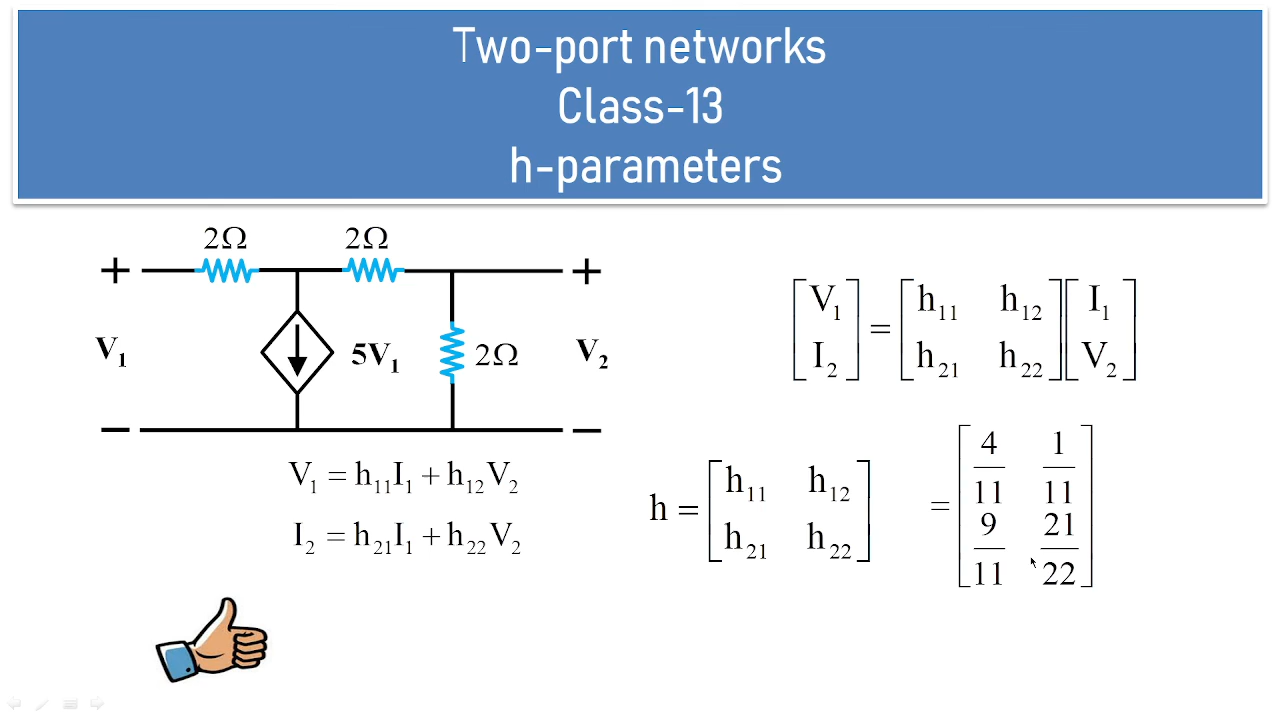 Two-port networks
Class-13
h-parameters
2Ω 2Ω
+ +
V1 5V1 2Ω V2
− −
V1 = h11I1 + h12V2
I2 = h21I1 + h22V2
[V1 I2] = [h11 h12 h21 h22] [I1 V2]
h = [h11 h12 h21 h22] = [4/11 1/11 9/11 21/22]